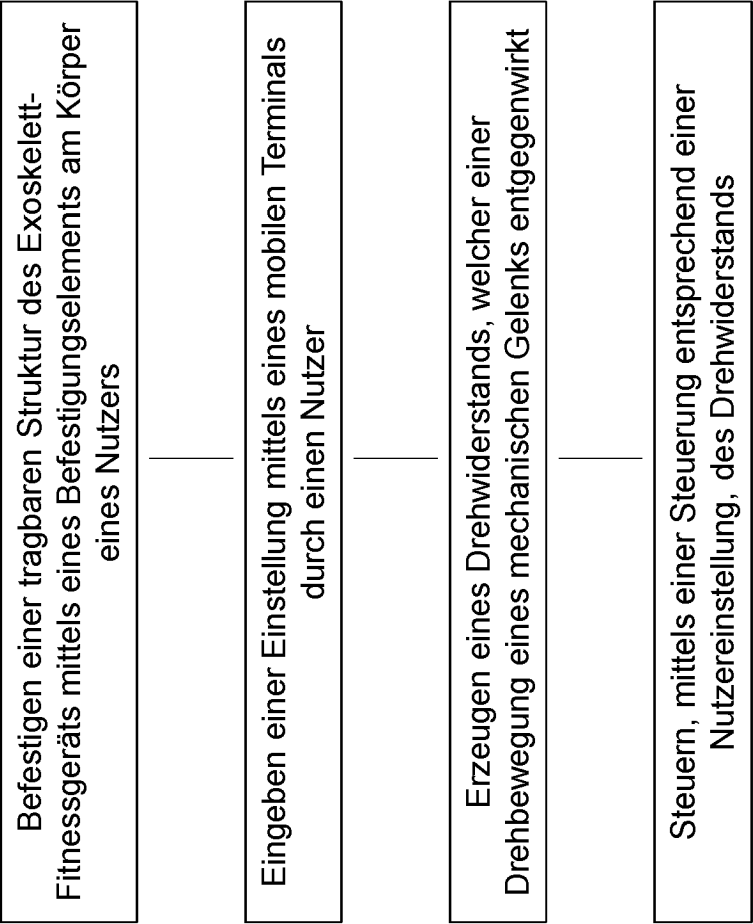 Befestigen einer tragbaren Struktur des Exoskelett-
Fitnessgeräts mittels eines Befestigungselements am Körper
eines Nutzers
Eingeben einer Einstellung mittels eines mobilen Terminals
durch einen Nutzer
Erzeugen eines Drehwiderstands, welcher einer
Drehbewegung eines mechanischen Gelenks entgegenwirkt
Steuern, mittels einer Steuerung entsprechend einer
Nutzereinstellung, des Drehwiderstands